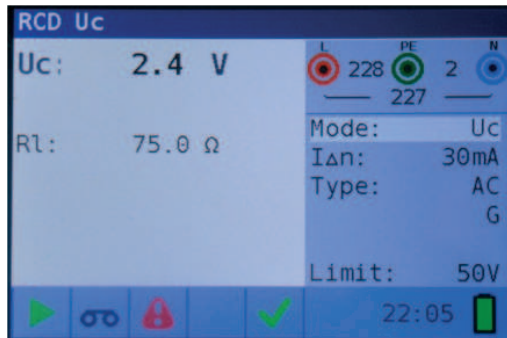 RCD Uc
Uc: 2.4 V
Rl: 75.0 Ω
L PE N
228 2
227
Mode: Uc
IΔn: 30mA
Type: AC
G
Limit: 50V
22:05